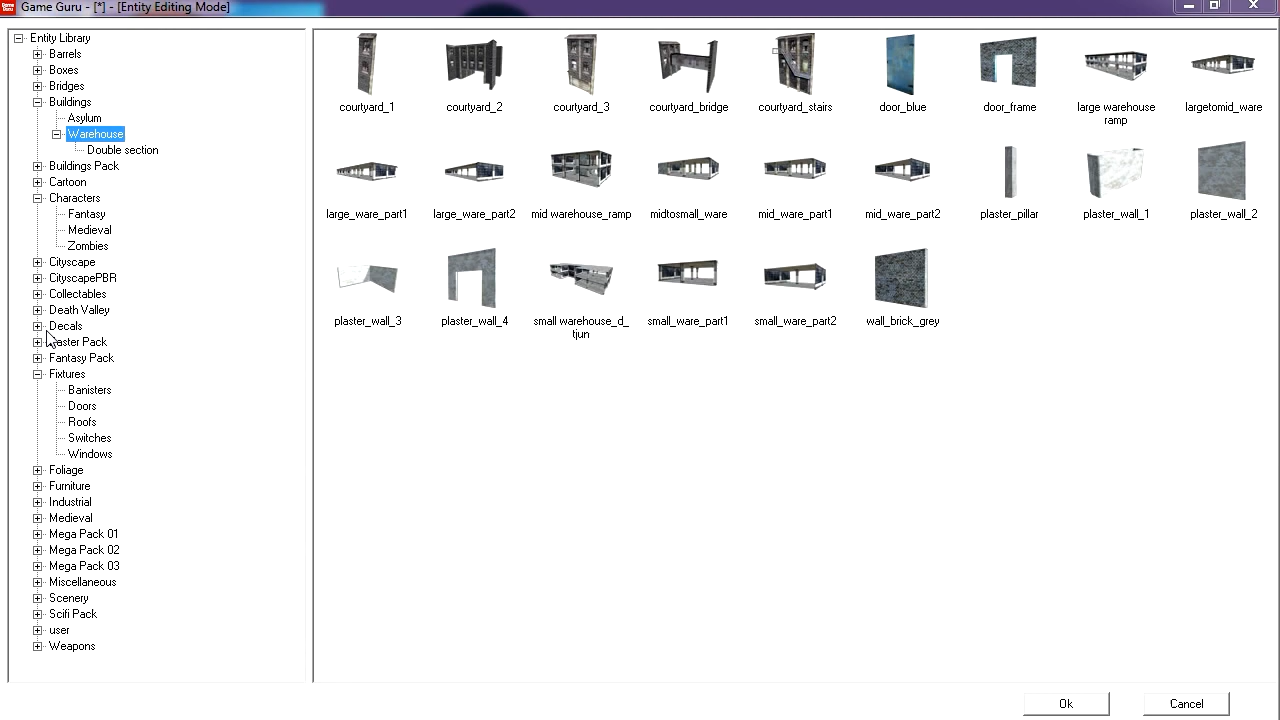 Game Guru
Game Guru - [*] - [Entity Editing Mode]
Entity Library
Barrels
Boxes
Bridges
Buildings
Asylum
Warehouse
Double section
Buildings Pack
Cartoon
Characters
Fantasy
Medieval
Zombies
Cityscape
CityscapePBR
Collectables
Death Valley
Decals
aster Pack
Fantasy Pack
Fixtures
Banisters
Doors
Roofs
Switches
Windows
Foliage
Furniture
Industrial
Medieval
Mega Pack 01
Mega Pack 02
Mega Pack 03
Miscellaneous
Scenery
Scifi Pack
user
Weapons
courtyard_1 courtyard_2 courtyard_3 courtyard_bridge courtyard_stairs door_blue door_frame large warehouse largetomid_ware
ramp
large_ware_part1 large_ware_part2 mid warehouse_ramp midtosmall_ware mid_ware_part1 mid_ware_part2 plaster_pillar plaster_wall_1 plaster_wall_2
plaster_wall_3 plaster_wall_4 small warehouse_d_ small_ware_part1 small_ware_part2 wall_brick_grey
tjun
Ok Cancel